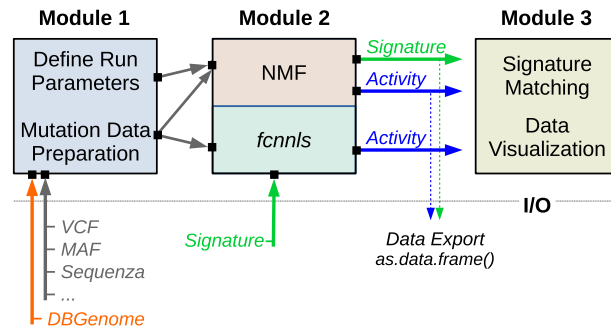 Module 1
Module 2
Module 3
Define Run
Parameters
Mutation Data
Preparation
NMF
fcnnls
Signature
Activity
Activity
Signature
Matching
Data
Visualization
I/O
VCF
MAF
Sequenza
...
DBGenome
Signature
Data Export
as.data.frame()